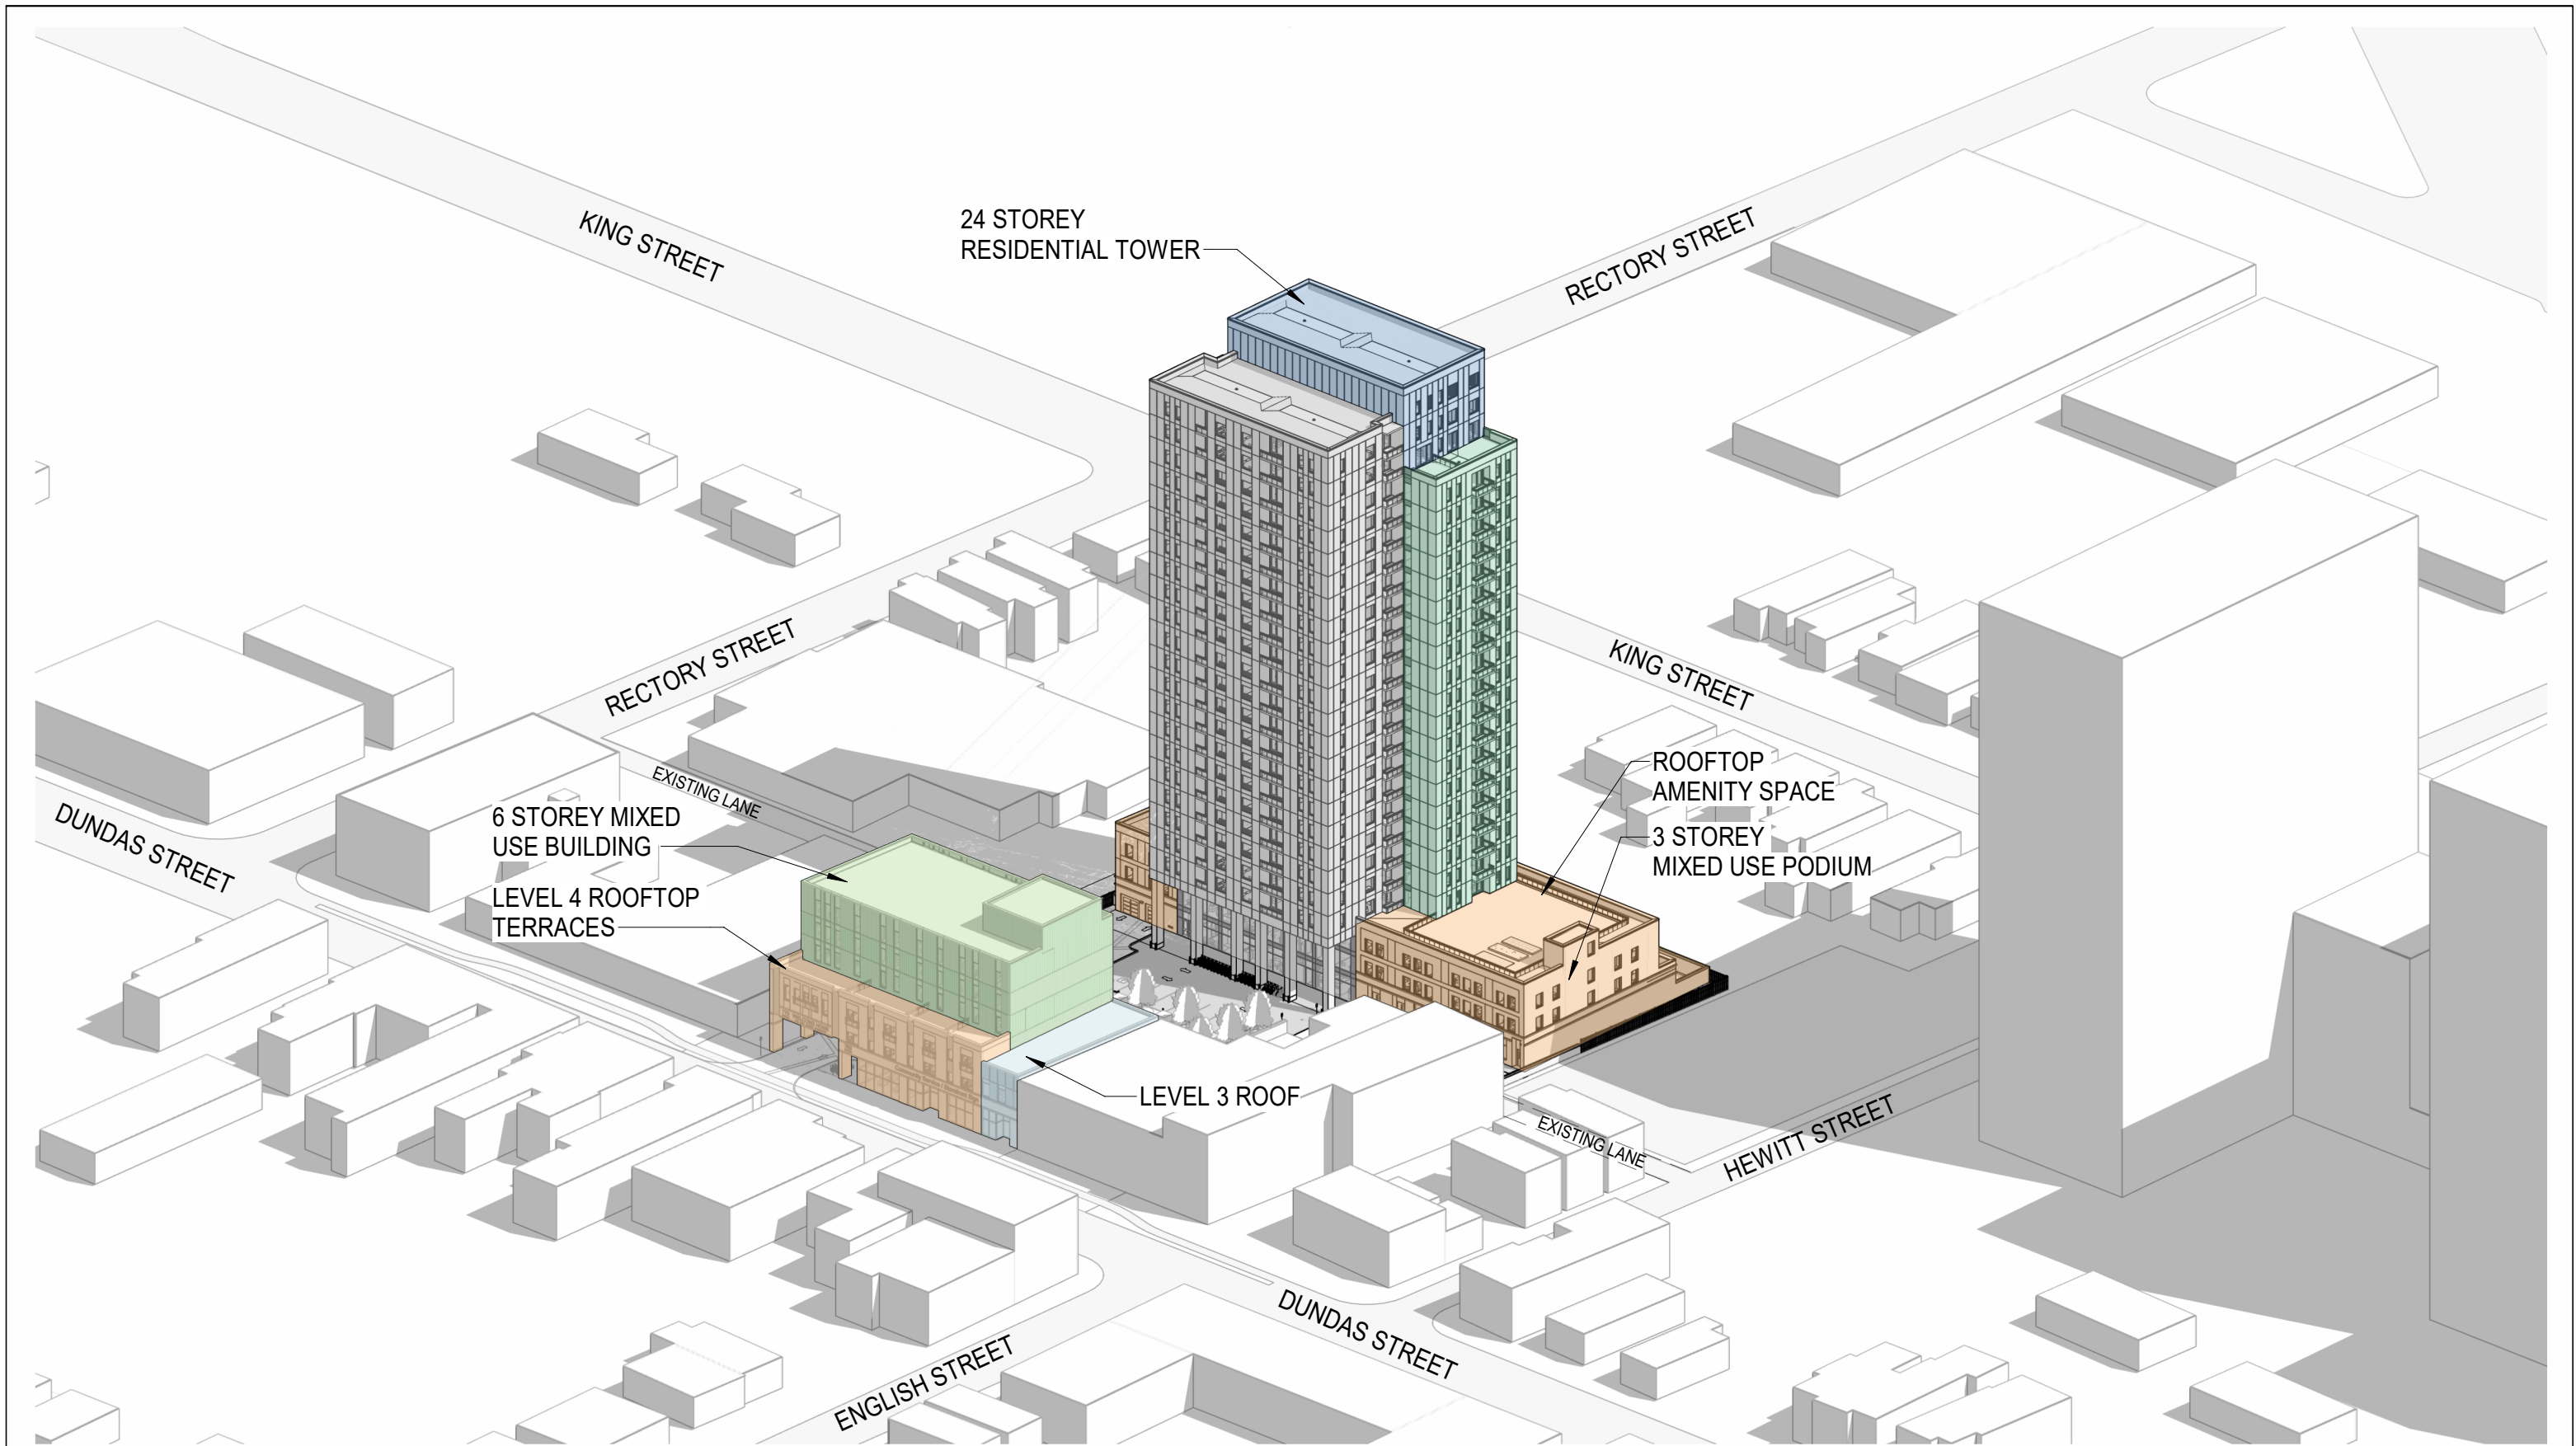 24 STOREY
RESIDENTIAL TOWER
KING STREET
RECTORY STREET
RECTORY STREET
KING STREET
EXISTING LANE
ROOFTOP
AMENITY SPACE
6 STOREY MIXED
USE BUILDING
DUNDAS STREET
3 STOREY
MIXED USE PODIUM
LEVEL 4 ROOFTOP
TERRACES
LEVEL 3 ROOF
EXISTING LANE
HEWITT STREET
DUNDAS STREET
ENGLISH STREET